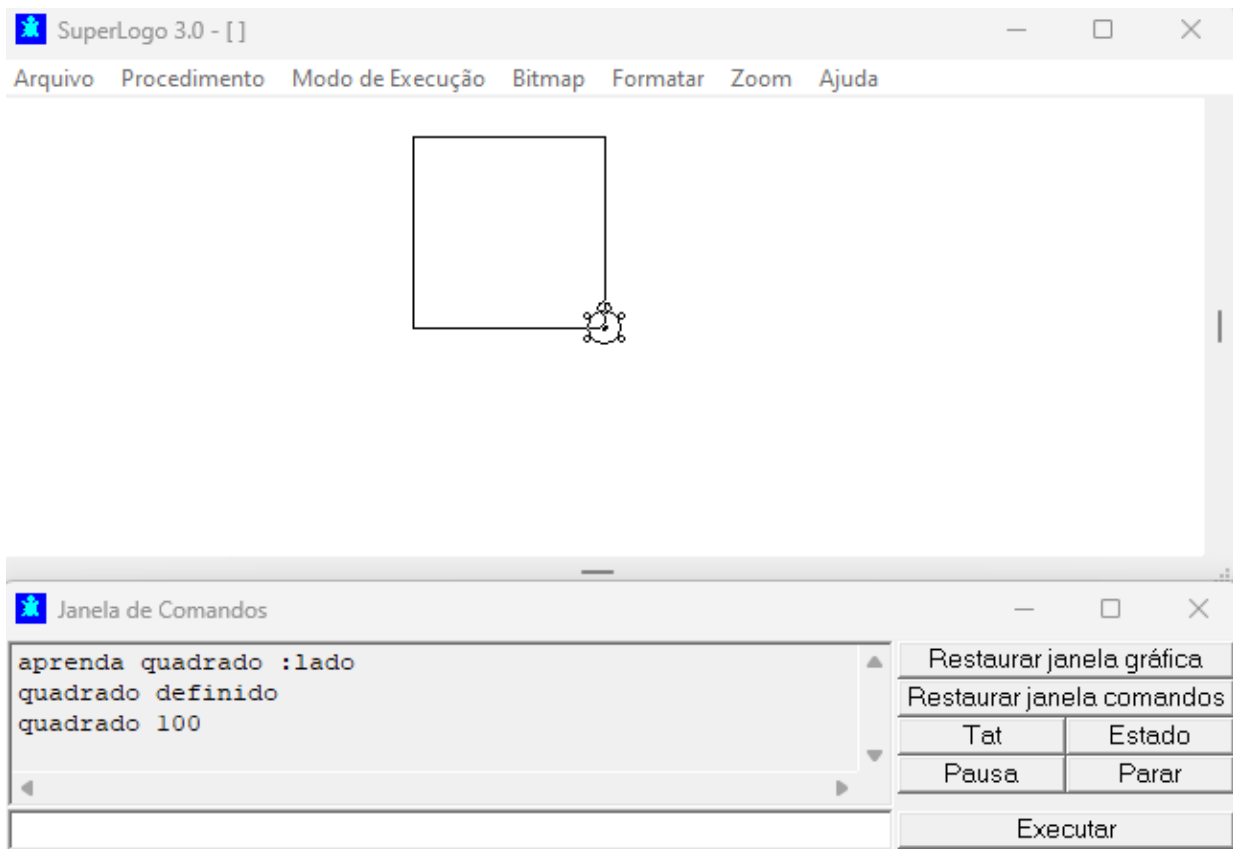 SuperLogo 3.0 - [ ]
Arquivo Procedimento Modo de Execução Bitmap Formatar Zoom Ajuda
Janela de Comandos
aprenda quadrado :lado
quadrado definido
quadrado 100
Restaurar janela gráfica
Restaurar janela comandos
Tat Estado
Pausa Parar
Executar